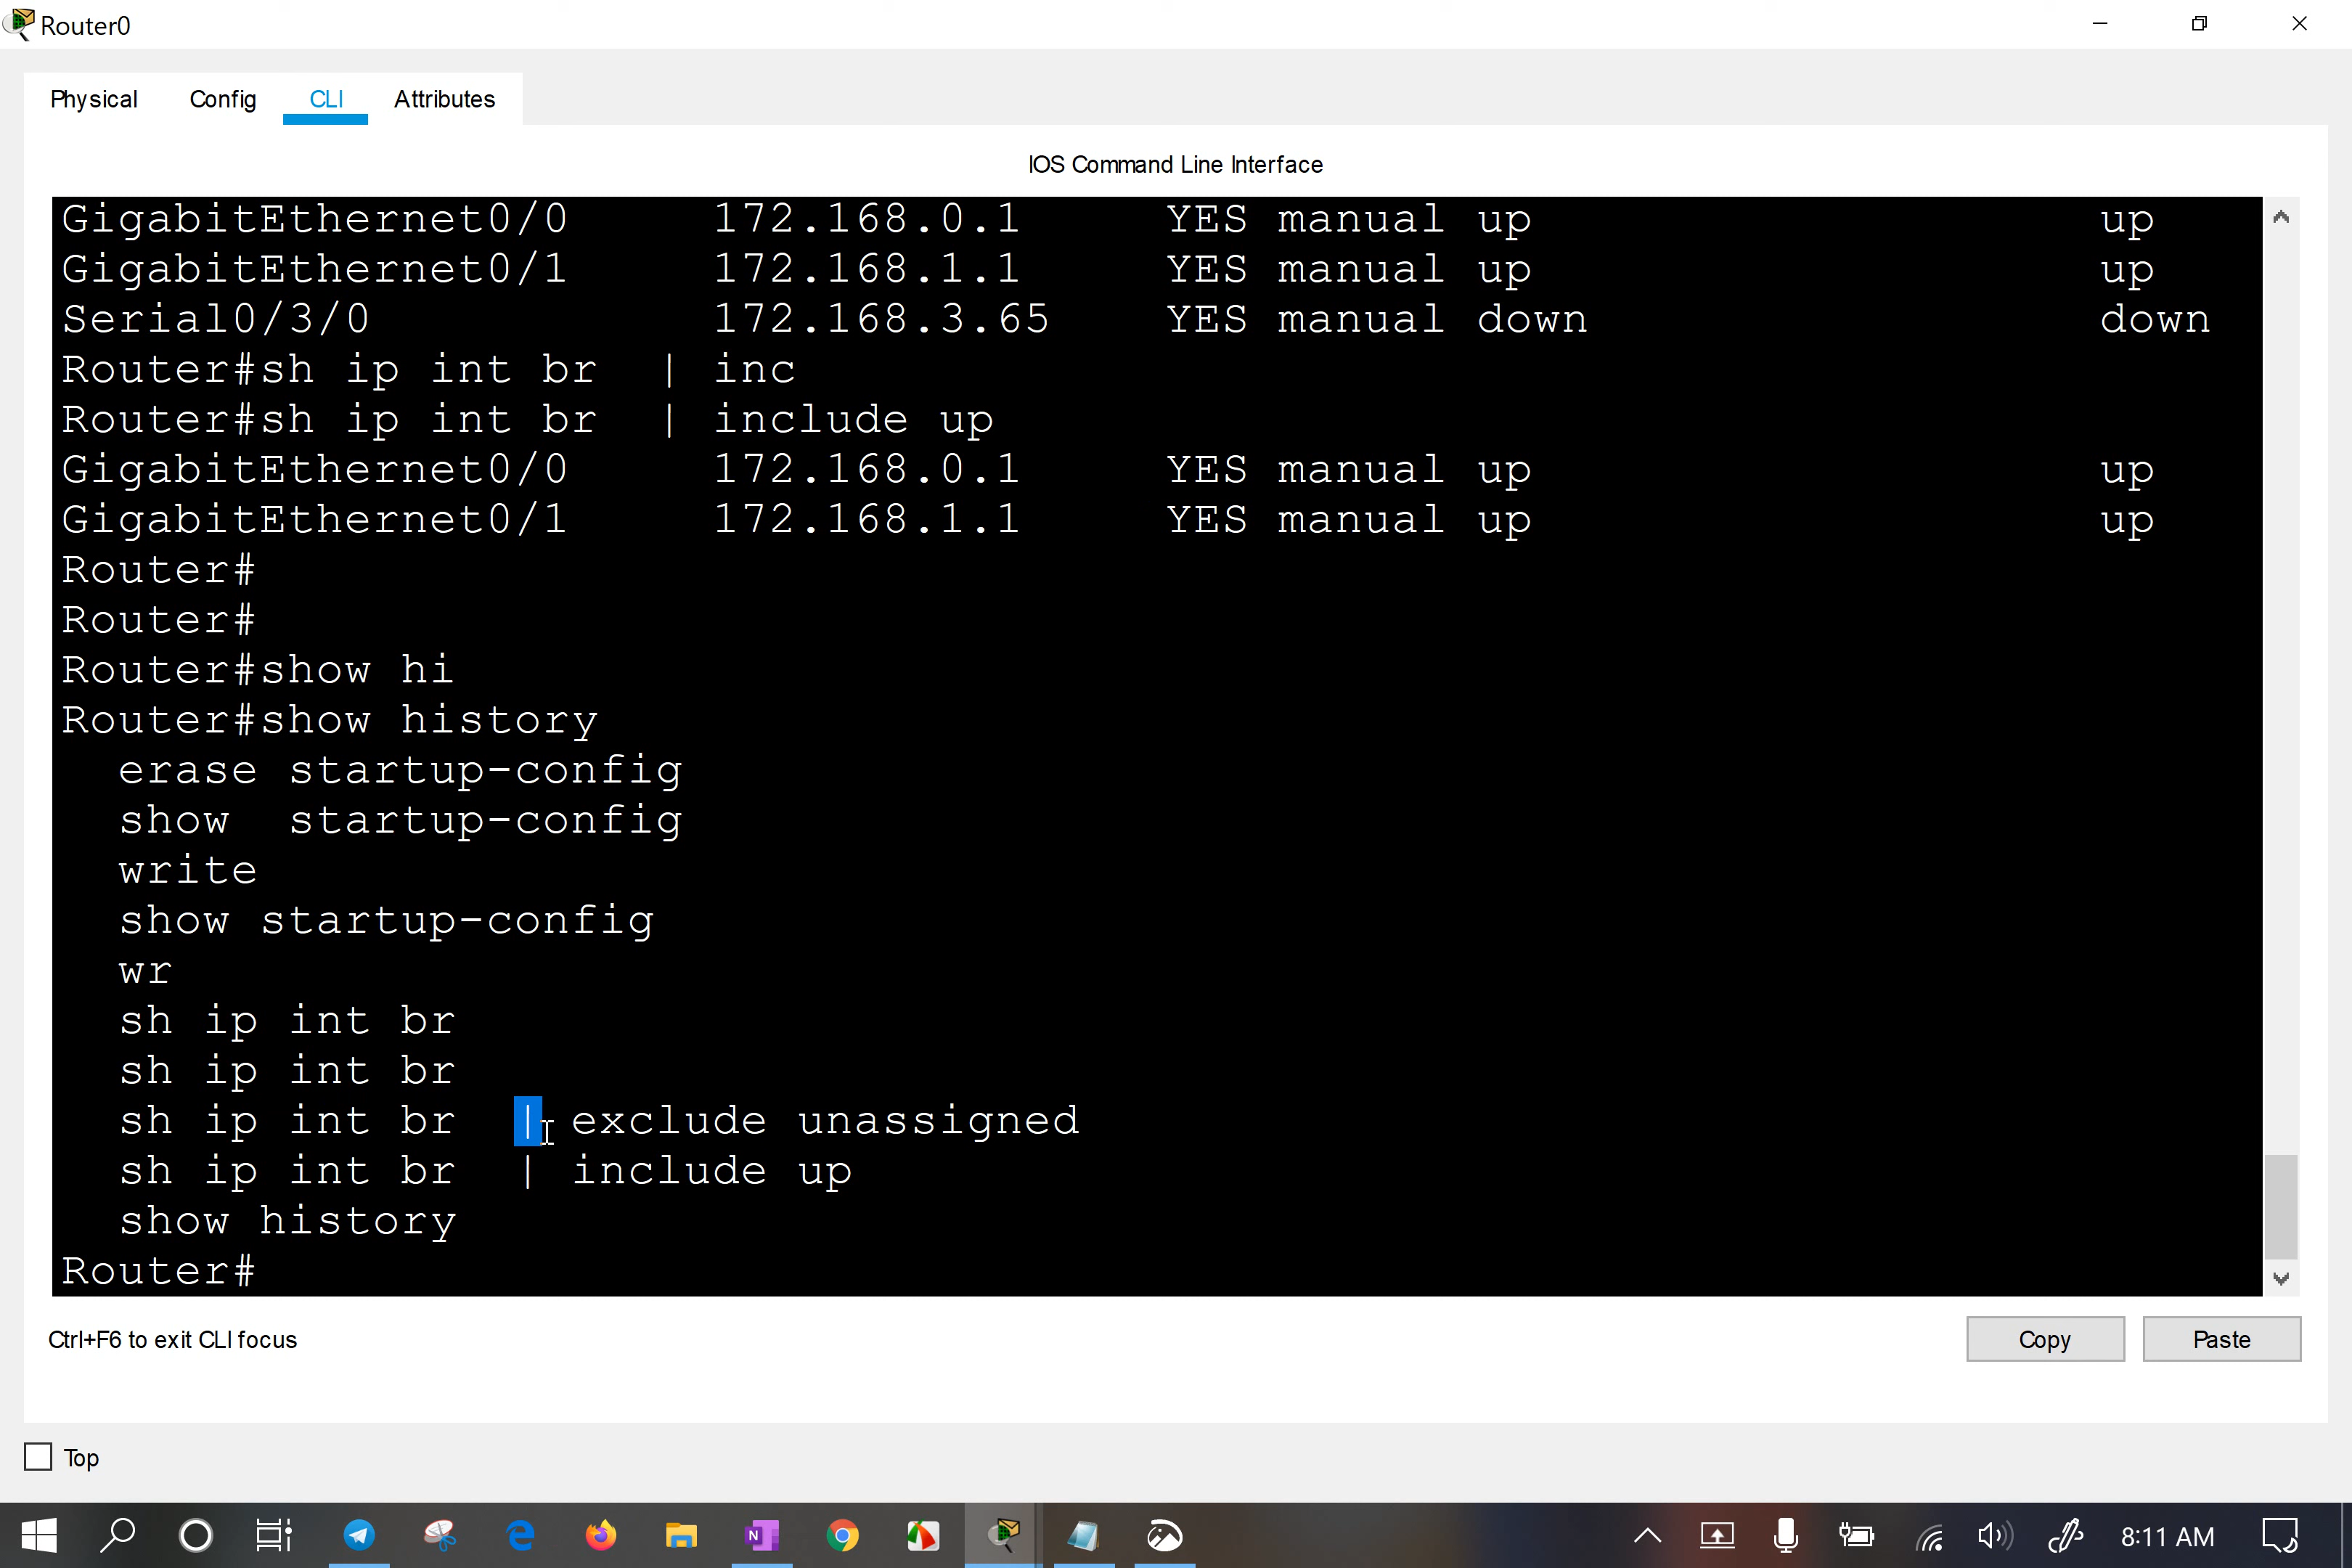 Router0
Physical Config CLI Attributes
IOS Command Line Interface
GigabitEthernet0/0 172.168.0.1 YES manual up up
GigabitEthernet0/1 172.168.1.1 YES manual up up
Serial0/3/0 172.168.3.65 YES manual down down
Router#sh ip int br | inc
Router#sh ip int br | include up
GigabitEthernet0/0 172.168.0.1 YES manual up up
GigabitEthernet0/1 172.168.1.1 YES manual up up
Router#
Router#
Router#show hi
Router#show history
erase startup-config
show startup-config
write
show startup-config
wr
sh ip int br
sh ip int br
sh ip int br | exclude unassigned
sh ip int br | include up
show history
Router#
Ctrl+F6 to exit CLI focus
Copy Paste
Top
N
8:11 AM